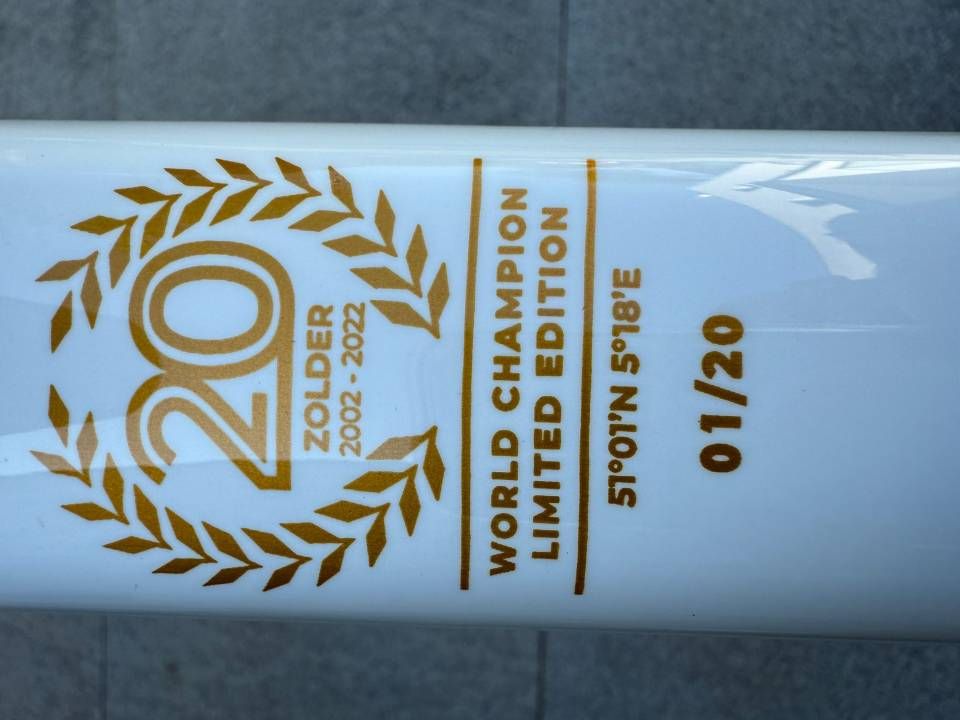 20
ZOLDER
2002 - 2022
WORLD CHAMPION
LIMITED EDITION
51°01'N 5°18'E
01/20